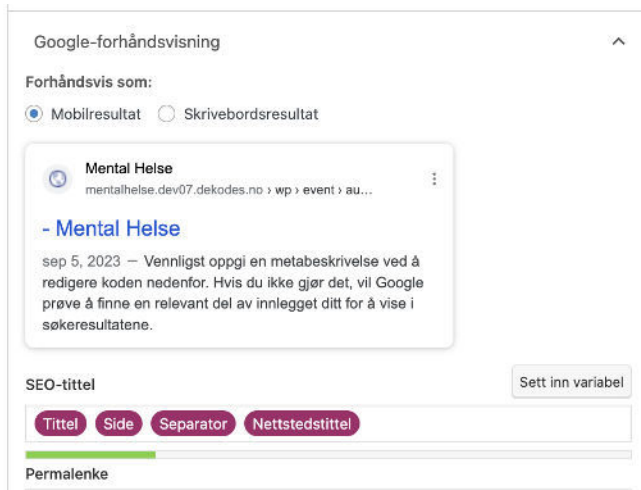 Google-forhåndsvisning
Forhåndsvis som:
Mobilresultat Skrivebordsresultat
Mental Helse
mentalhelse.dev07.dekodes.no › wp › event › au...
- Mental Helse
sep 5, 2023 — Vennligst oppgi en metabeskrivelse ved å
redigere koden nedenfor. Hvis du ikke gjør det, vil Google
prøve å finne en relevant del av innlegget ditt for å vise i
søkeresultatene.
SEO-tittel Sett inn variabel
Tittel Side Separator Nettstedstittel
Permalenke